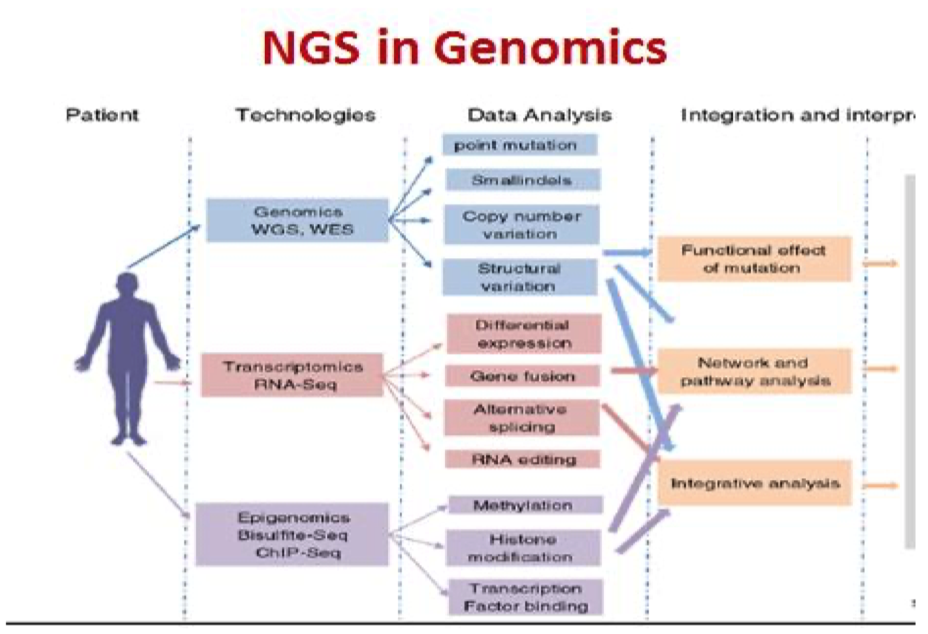 NGS in Genomics
Patient
Technologies
Data Analysis
Integration and interpr
Genomics
WGS, WES
Transcriptomics
RNA-Seq
Epigenomics
Bisulfite-Seq
ChIP-Seq
point mutation
Smallindels
Copy number
variation
Structural
variation
Differential
expression
Gene fusion
Alternative
splicing
RNA editing
Methylation
Histone
modification
Transcription
Factor binding
Functional effect
of mutation
Network and
pathway analysis
Integrative analysis